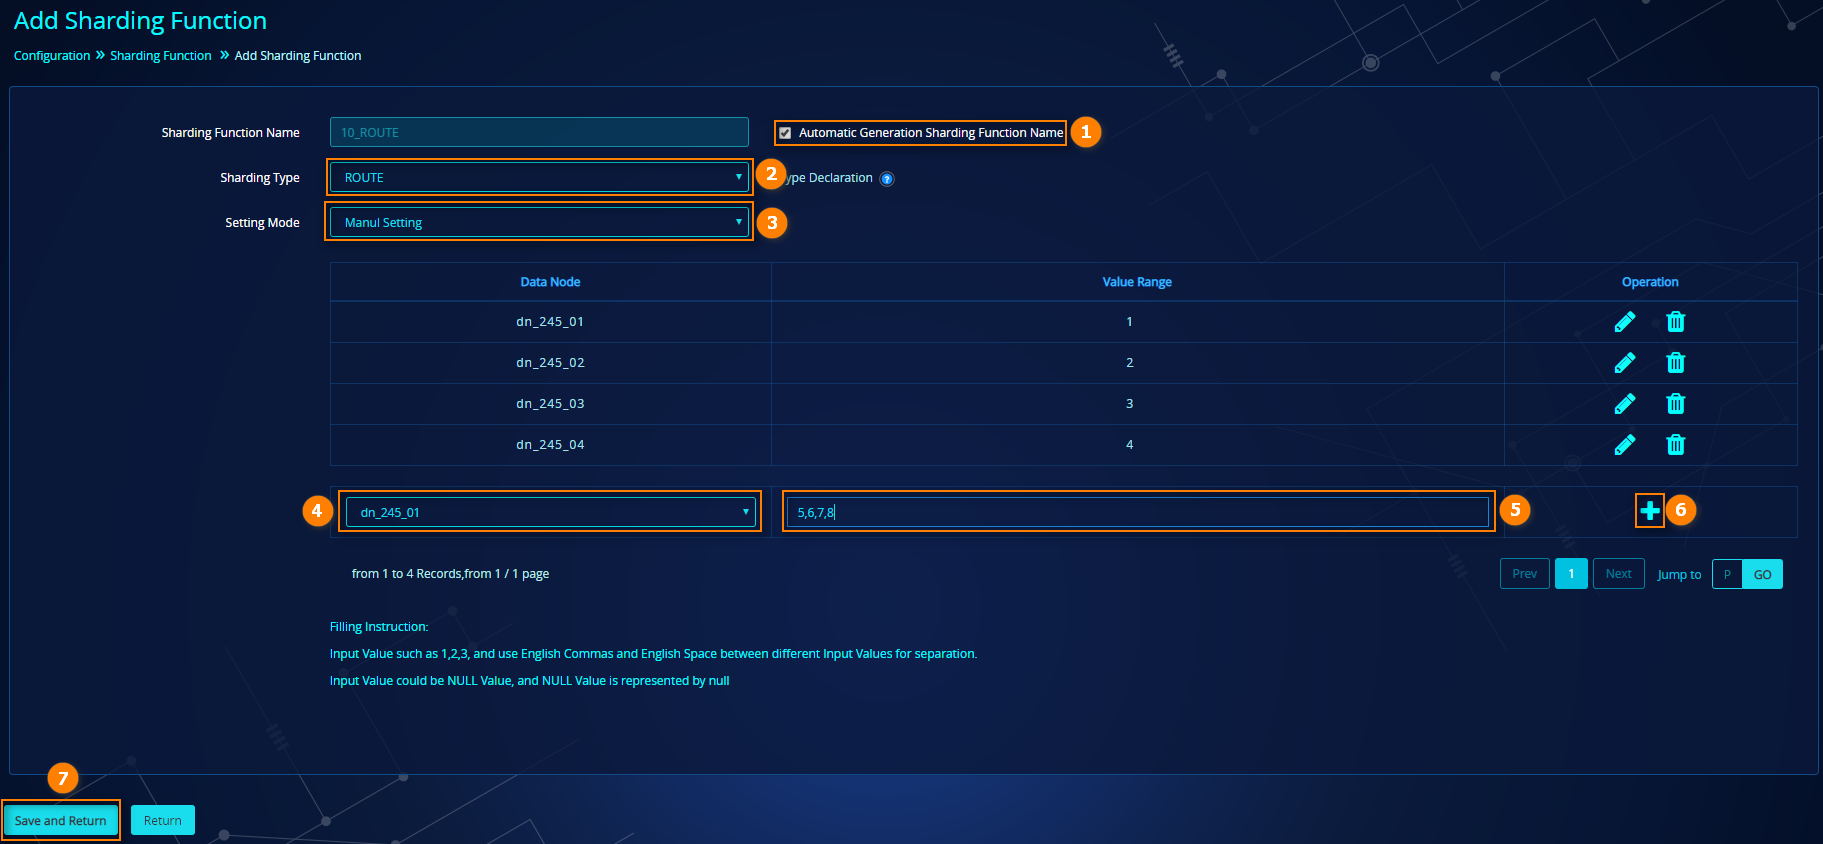 Add Sharding Function
Configuration » Sharding Function » Add Sharding Function
Sharding Function Name 10_ROUTE Automatic Generation Sharding Function Name 1
Sharding Type ROUTE 2 ype Declaration ?
Setting Mode Manul Setting 3
Data Node Value Range Operation
dn_245_01 1
dn_245_02 2
dn_245_03 3
dn_245_04 4
4 dn_245_01 5,6,7,8 5 6
from 1 to 4 Records,from 1 / 1 page Prev 1 Next Jump to P GO
Filling Instruction:
Input Value such as 1,2,3, and use English Commas and English Space between different Input Values for separation.
Input Value could be NULL Value, and NULL Value is represented by null
7
Save and Return Return